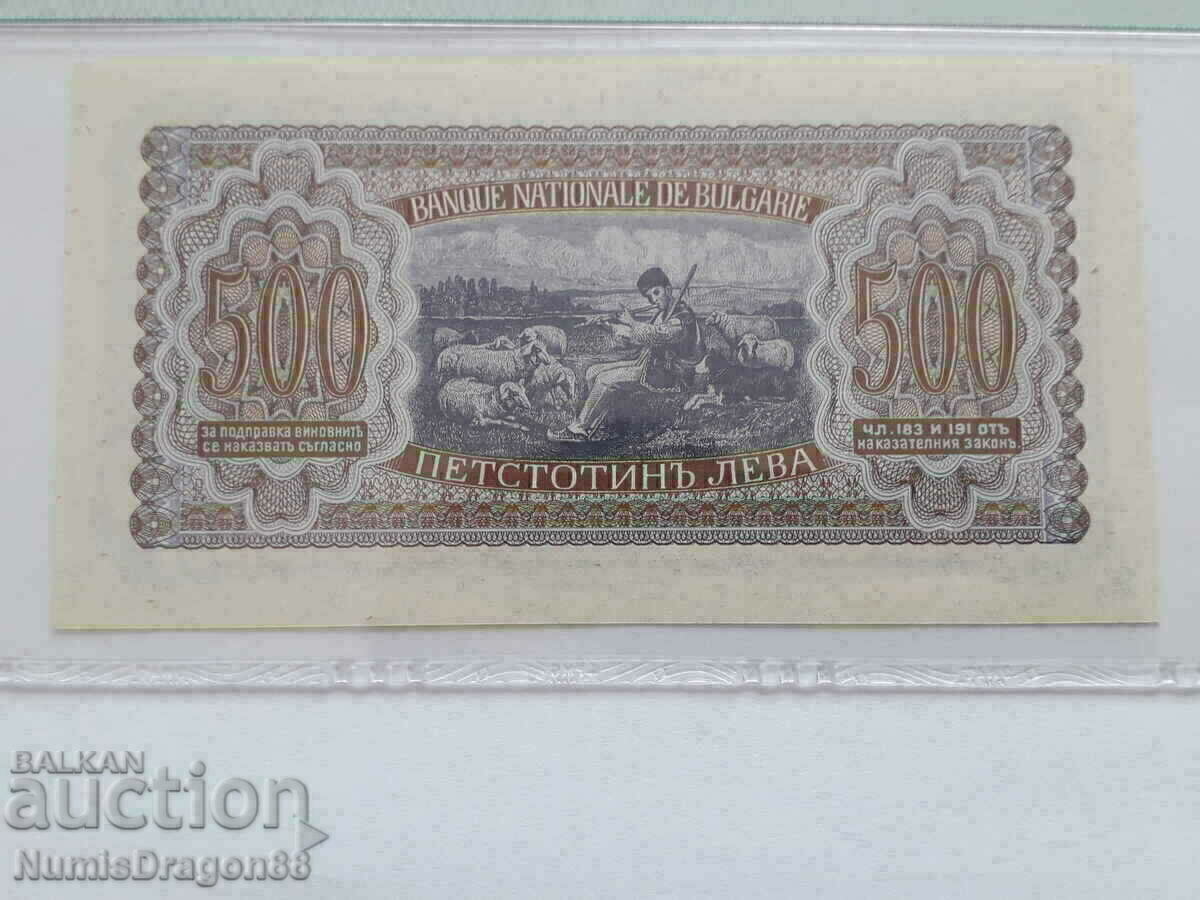 BANQUE NATIONALE DE BULGARIE
500
500
ЗА ПОДПРАВКА ВИНОВНИТѢ
СЕ НАКАЗВАТЪ СЪГЛАСНО
ЧЛ. 183 И 191 ОТЪ
НАКАЗАТЕЛНИЯ ЗАКОНЪ.
ПЕТСТОТИНЪ ЛЕВА
BALKAN
auction
NumisDragon88